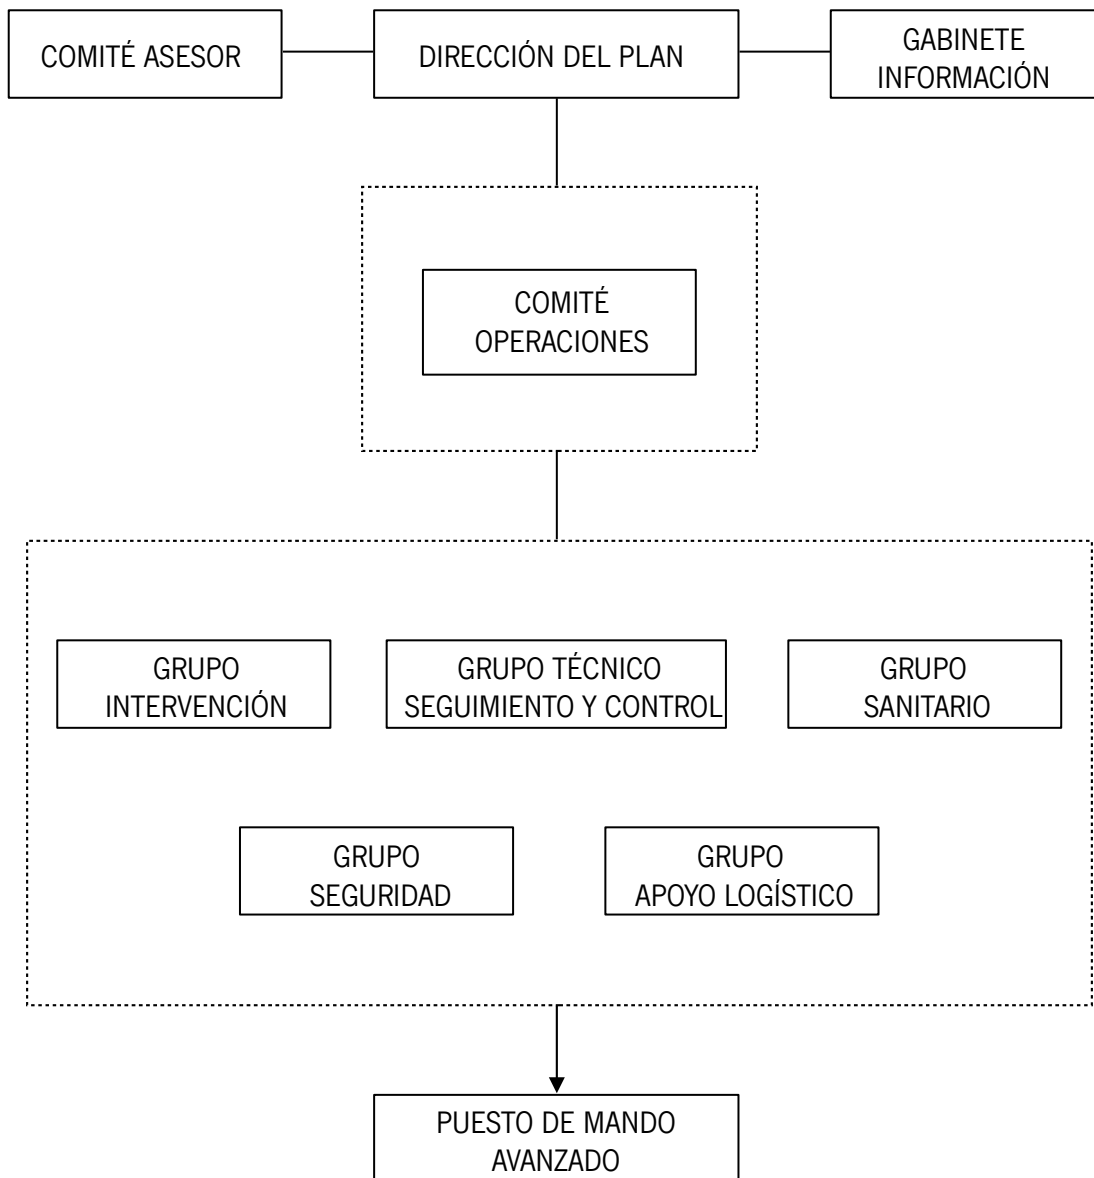 COMITÉ ASESOR
DIRECCIÓN DEL PLAN
GABINETE
INFORMACIÓN
COMITÉ
OPERACIONES
GRUPO
INTERVENCIÓN
GRUPO TÉCNICO
SEGUIMIENTO Y CONTROL
GRUPO
SANITARIO
GRUPO
SEGURIDAD
GRUPO
APOYO LOGÍSTICO
PUESTO DE MANDO
AVANZADO